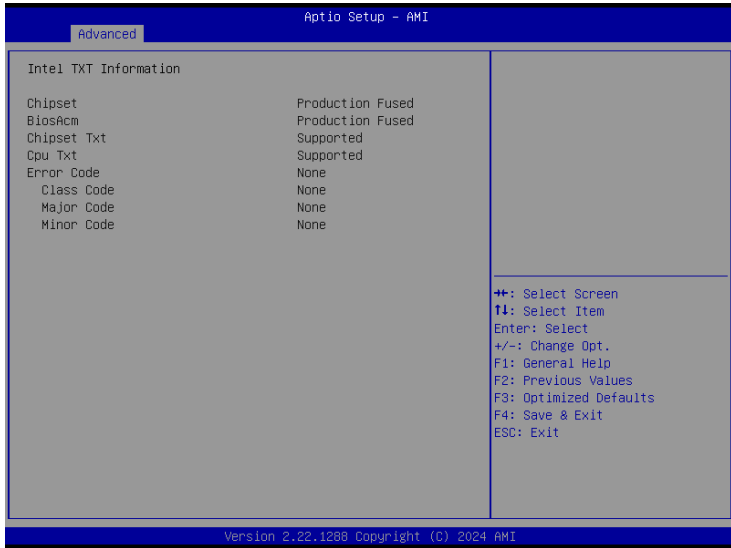 Aptio Setup - AMI
Advanced
Intel TXT Information
Chipset Production Fused
BiosAcm Production Fused
Chipset Txt Supported
Cpu Txt Supported
Error Code None
Class Code None
Major Code None
Minor Code None
→←: Select Screen
↑↓: Select Item
Enter: Select
+/-: Change Opt.
F1: General Help
F2: Previous Values
F3: Optimized Defaults
F4: Save & Exit
ESC: Exit
Version 2.22.1288 Copyright (C) 2024 AMI